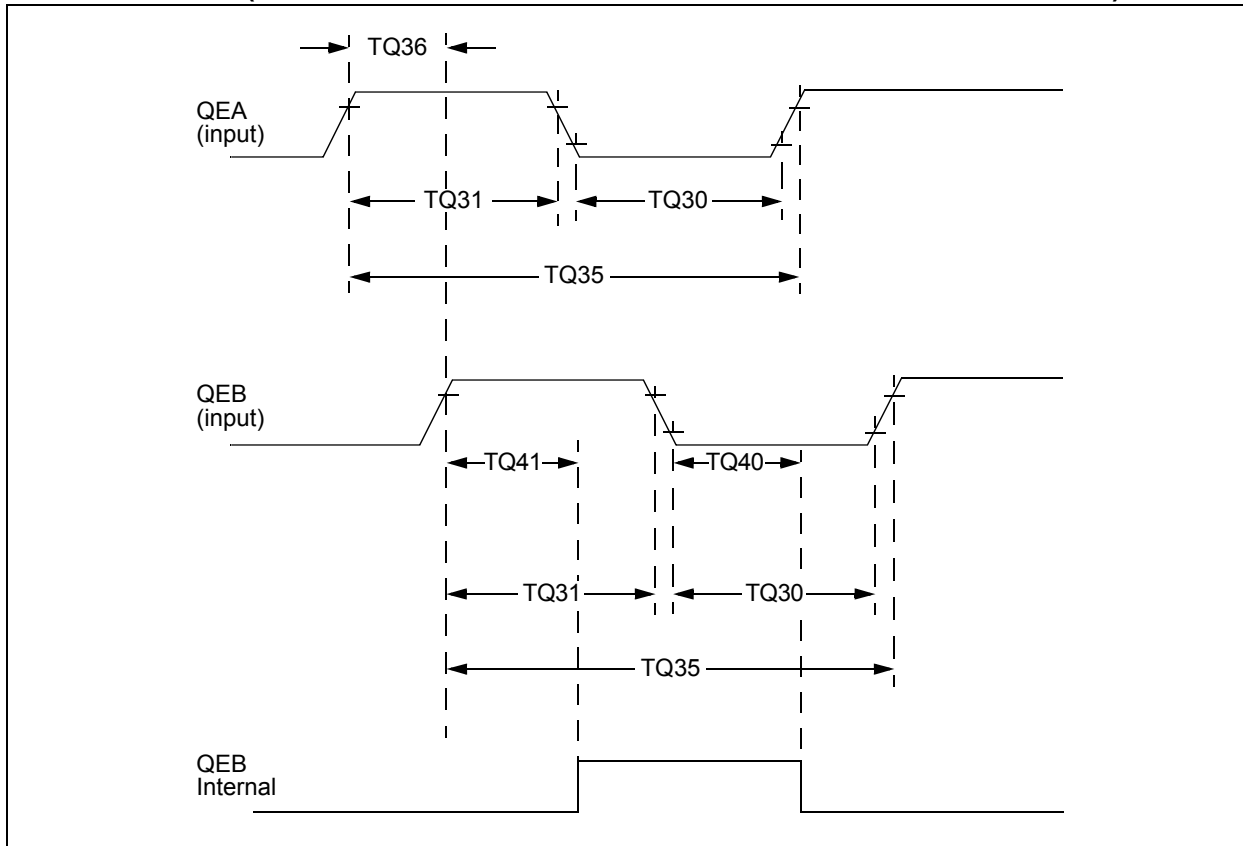 TQ36
QEA
(input)
TQ31
TQ30
TQ35
QEB
(input)
TQ41
TQ40
TQ31
TQ30
TQ35
QEB
Internal